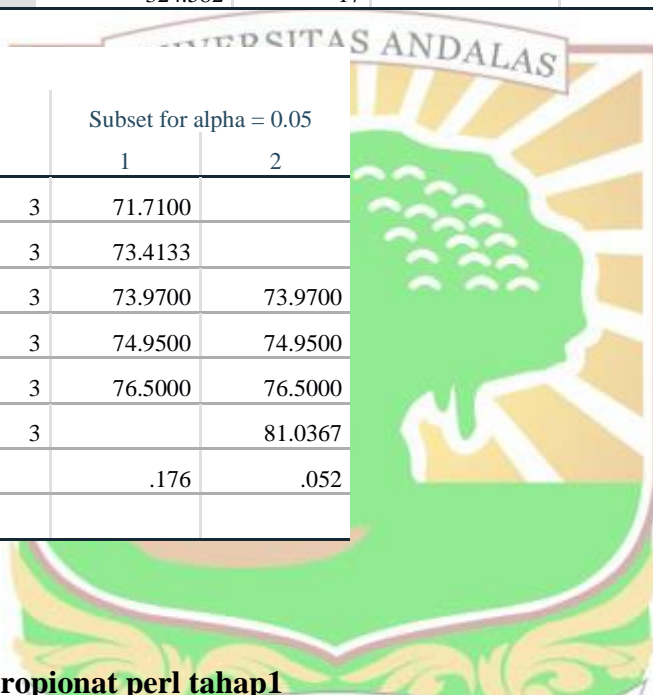 UNIVERSITAS ANDALAS
Subset for alpha = 0.05
1 2
3 71.7100
3 73.4133
3 73.9700 73.9700
3 74.9500 74.9500
3 76.5000 76.5000
3 81.0367
.176 .052
ropionat perl tahap1